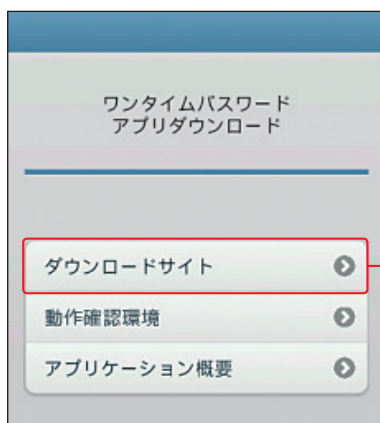 ワンタイムパスワード
アプリダウンロード
ダウンロードサイト
動作確認環境
アプリケーション概要